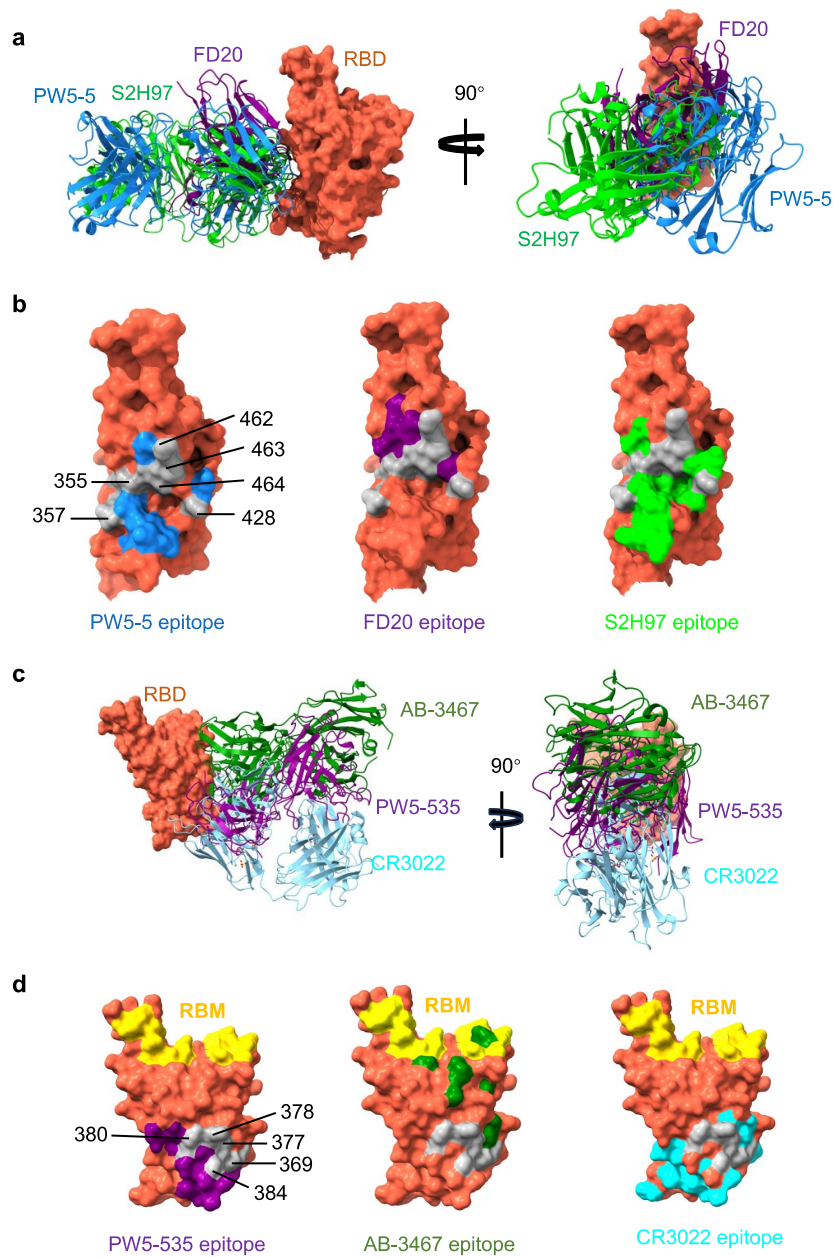 a
FD20
RBD
PW5-5
S2H97
90°
FD20
PW5-5
S2H97
b
462
463
464
355
357
428
PW5-5 epitope
FD20 epitope
S2H97 epitope
c
RBD
AB-3467
PW5-535
CR3022
90°
AB-3467
PW5-535
CR3022
d
RBM
RBM
RBM
378
380
377
369
384
PW5-535 epitope
AB-3467 epitope
CR3022 epitope